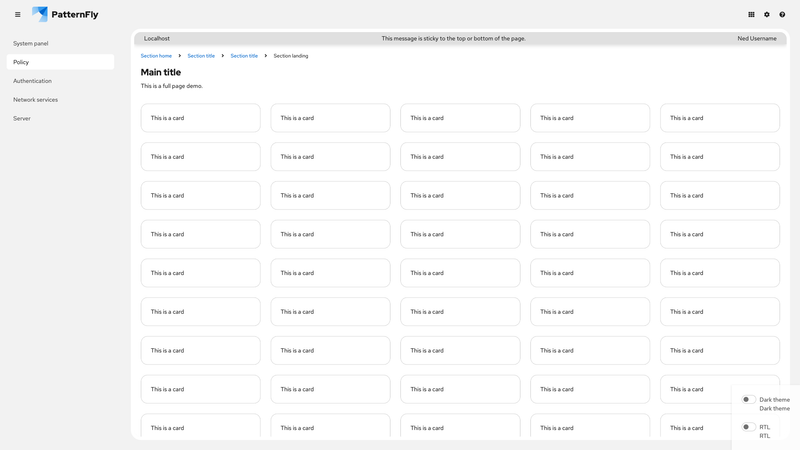 PatternFly
System panel
Policy
Authentication
Network services
Server
Localhost This message is sticky to the top or bottom of the page. Ned Username
Section home Section title Section title Section landing
Main title
This is a full page demo.
This is a card This is a card This is a card This is a card This is a card
This is a card This is a card This is a card This is a card This is a card
This is a card This is a card This is a card This is a card This is a card
This is a card This is a card This is a card This is a card This is a card
This is a card This is a card This is a card This is a card This is a card
This is a card This is a card This is a card This is a card This is a card
This is a card This is a card This is a card This is a card This is a card
This is a card This is a card This is a card This is a card This is a card
This is a card This is a card This is a card This is a card This is a card
Dark theme
Dark theme
RTL
RTL